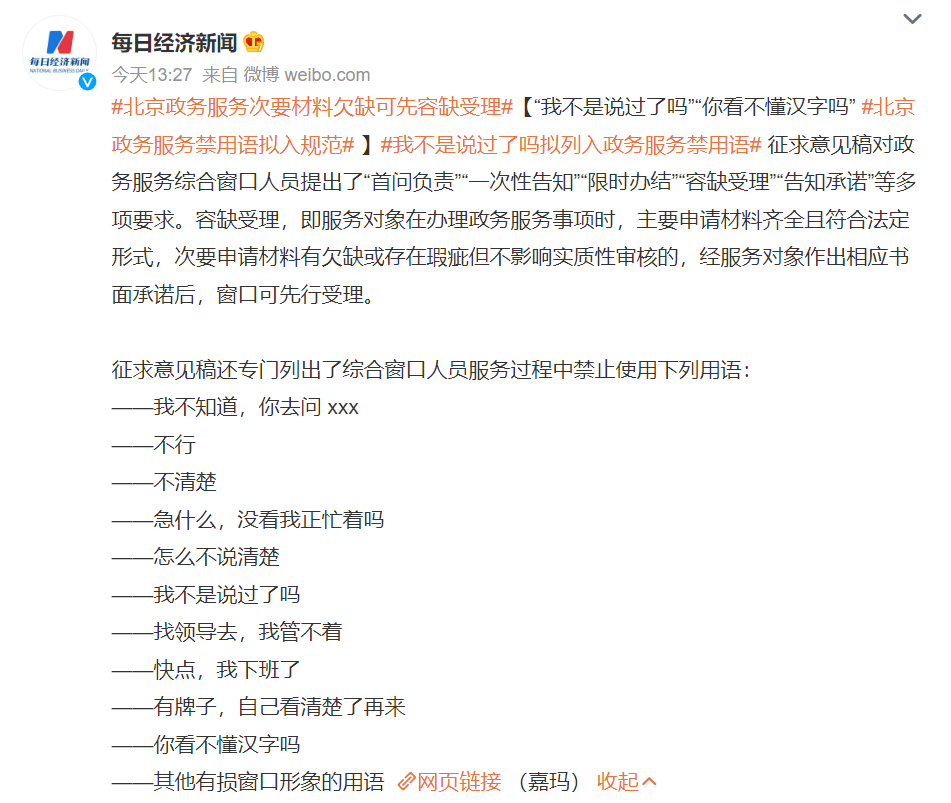 每日经济新闻
每日经济新闻
NATIONAL BUSINESS DAILY
今天13:27 来自 微博 weibo.com
#北京政务服务次要材料欠缺可先容缺受理#【“我不是说过了吗”“你看不懂汉字吗” #北京
政务服务禁用语拟入规范# 】#我不是说过了吗拟列入政务服务禁用语# 征求意见稿对政
务服务综合窗口人员提出了“首问负责”“一次性告知”“限时办结”“容缺受理”“告知承诺”等多
项要求。容缺受理，即服务对象在办理政务服务事项时，主要申请材料齐全且符合法定
形式，次要申请材料有欠缺或存在瑕疵但不影响实质性审核的，经服务对象作出相应书
面承诺后，窗口可先行受理。
征求意见稿还专门列出了综合窗口人员服务过程中禁止使用下列用语：
——我不知道，你去问 xxx
——不行
——不清楚
——急什么，没看我正忙着吗
——怎么不说清楚
——我不是说过了吗
——找领导去，我管不着
——快点，我下班了
——有牌子，自己看清楚了再来
——你看不懂汉字吗
——其他有损窗口形象的用语 网页链接 （嘉玛） 收起